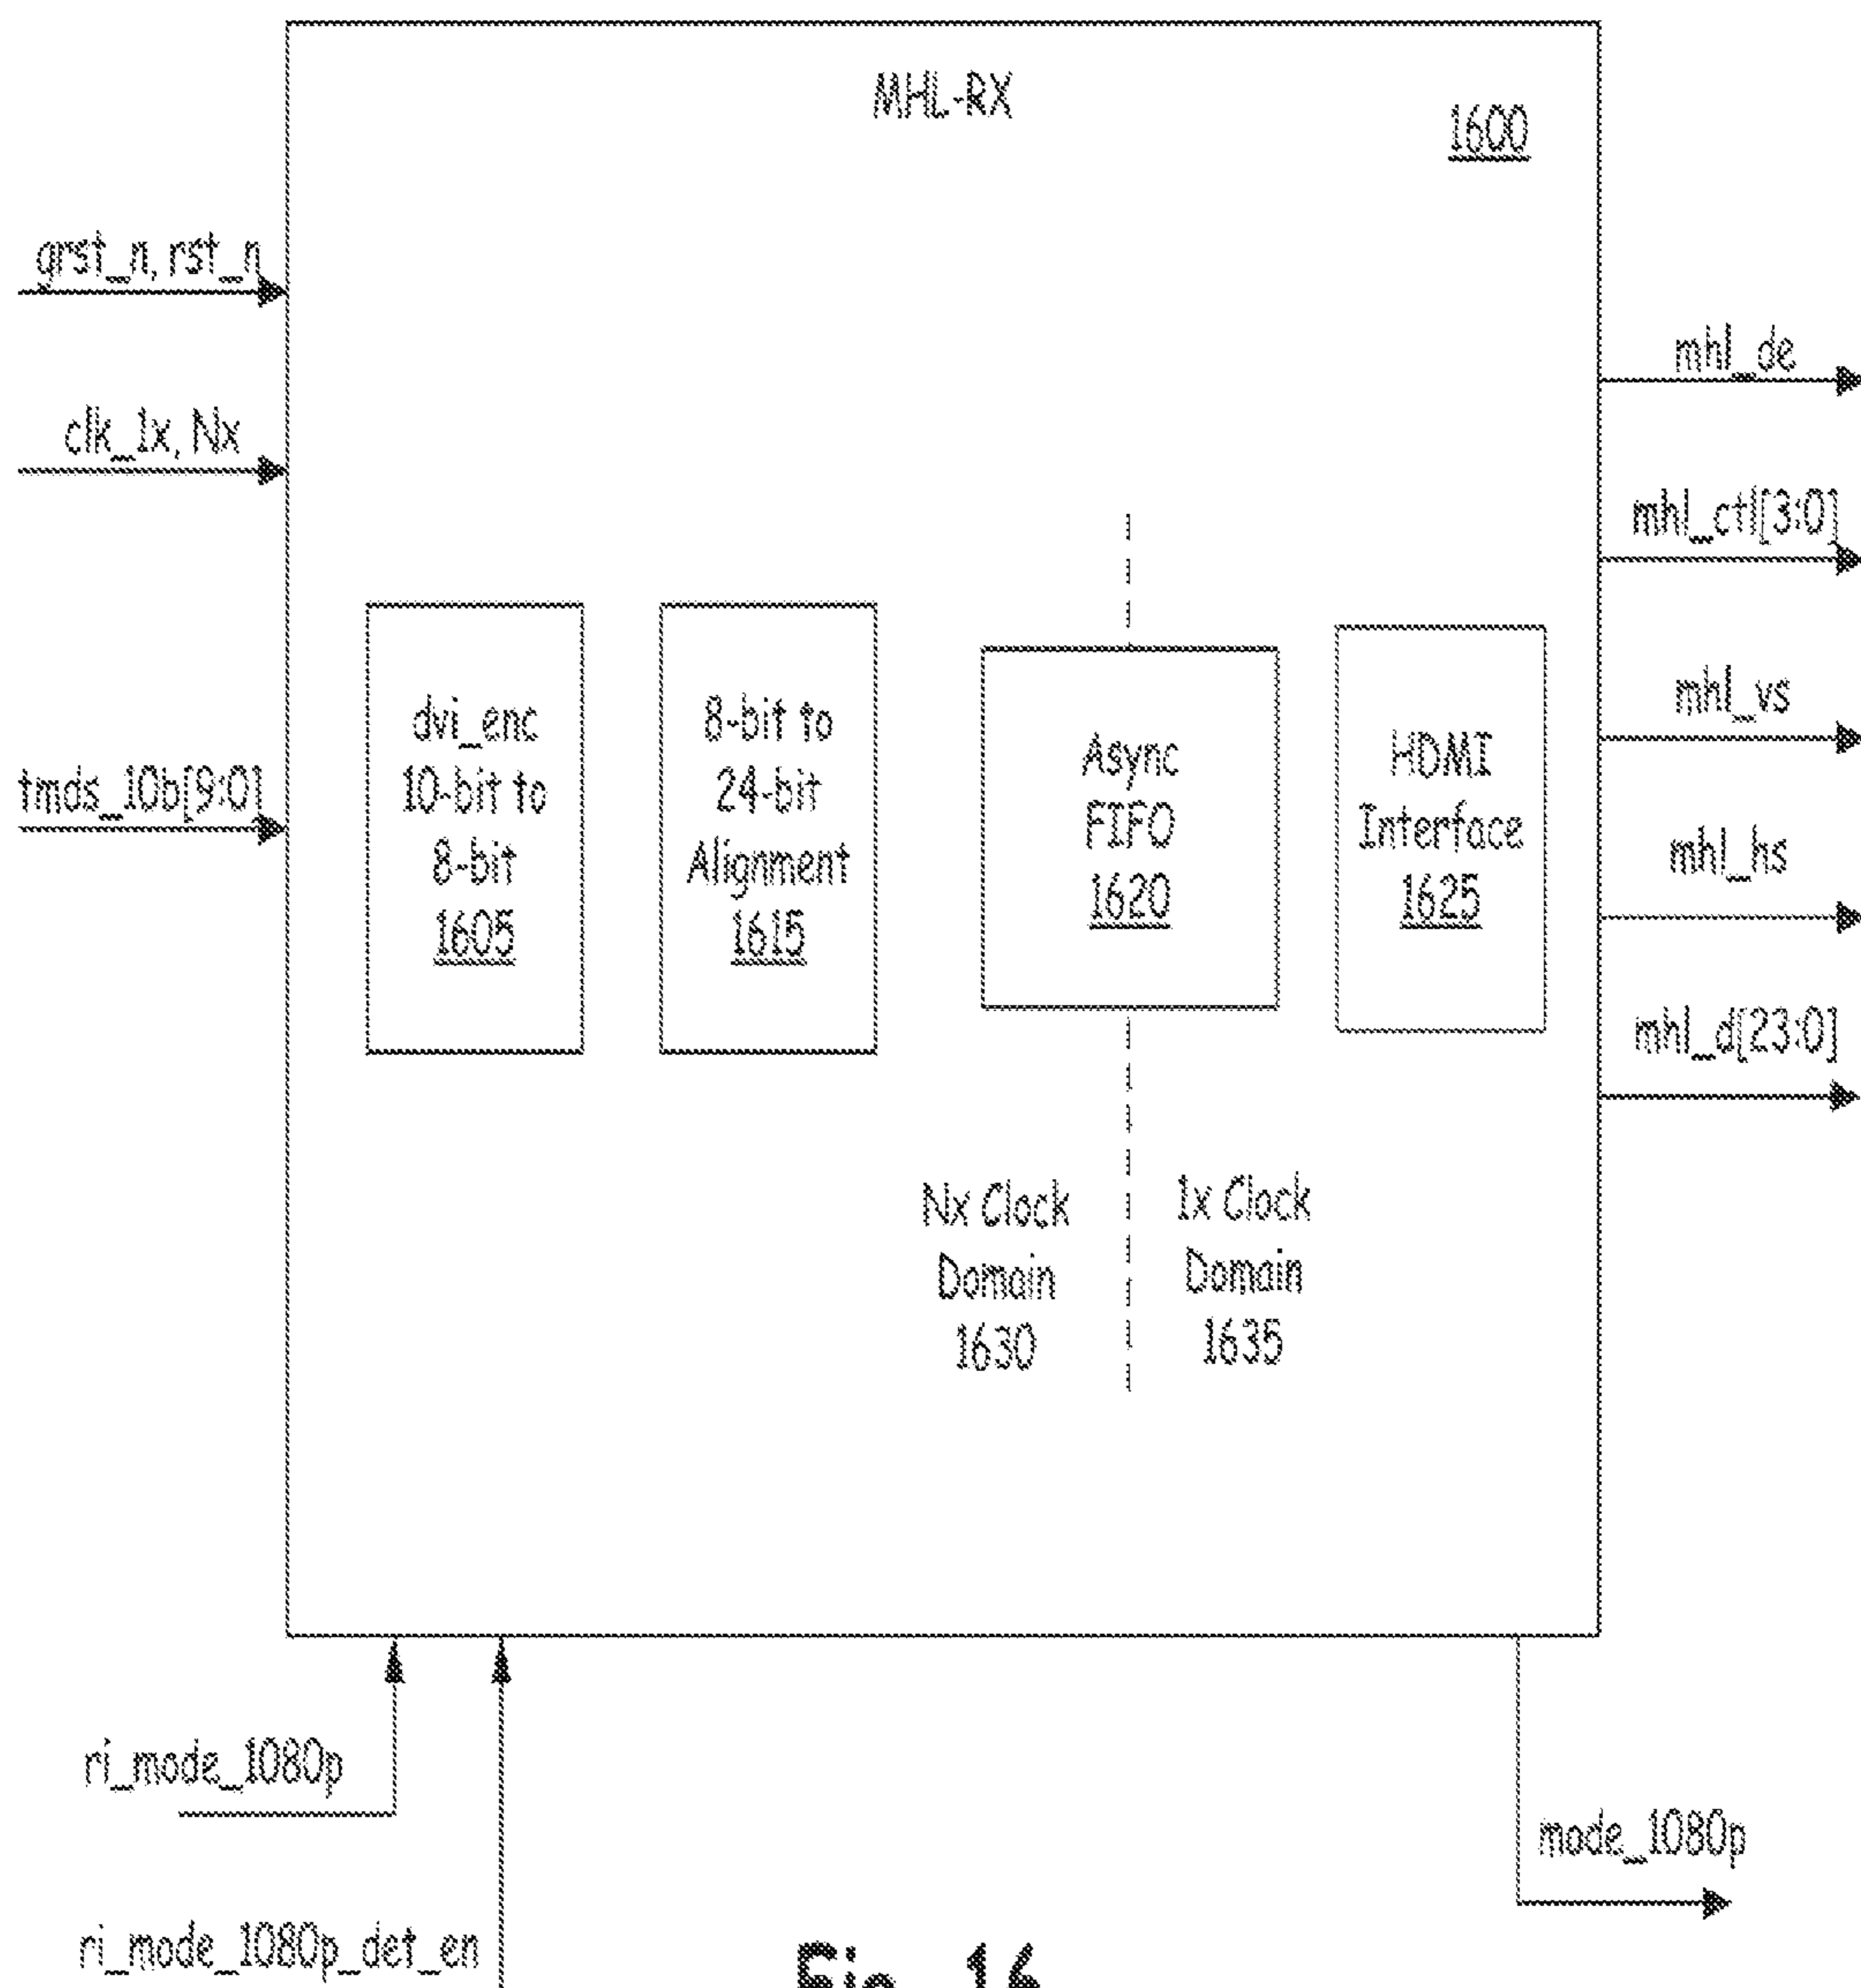 MHL-RX
1600
grst_n, rst_n
clk_1x, Nx
tmds_10b[9:0]
dvi_enc
10-bit to
8-bit
1605
8-bit to
24-bit
Alignment
1615
Async
FIFO
1620
HDMI
Interface
1625
Nx Clock
Domain
1630
1x Clock
Domain
1635
mhl_de
mhl_ctl[3:0]
mhl_vs
mhl_hs
mhl_d[23:0]
ri_mode_1080p
ri_mode_1080p_det_en
mode_1080p
Fig. 16